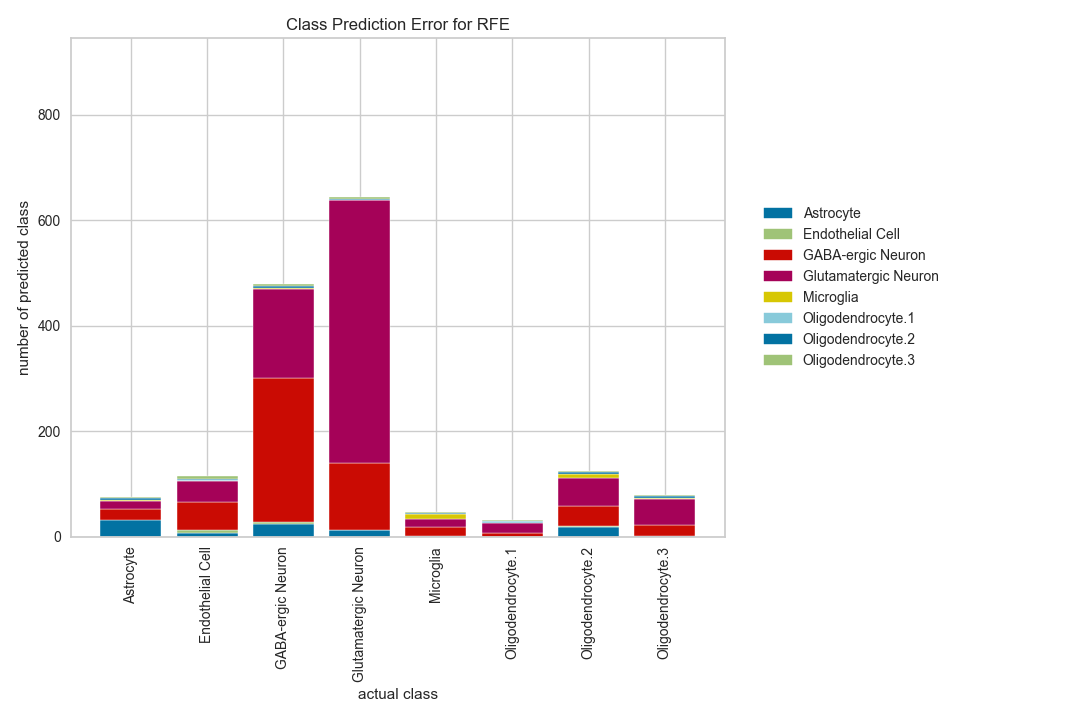 Class Prediction Error for RFE
number of predicted class
800
600
400
200
0
Astrocyte
Endothelial Cell
GABA-ergic Neuron
Glutamatergic Neuron
Microglia
Oligodendrocyte.1
Oligodendrocyte.2
Oligodendrocyte.3
actual class
Astrocyte
Endothelial Cell
GABA-ergic Neuron
Glutamatergic Neuron
Microglia
Oligodendrocyte.1
Oligodendrocyte.2
Oligodendrocyte.3